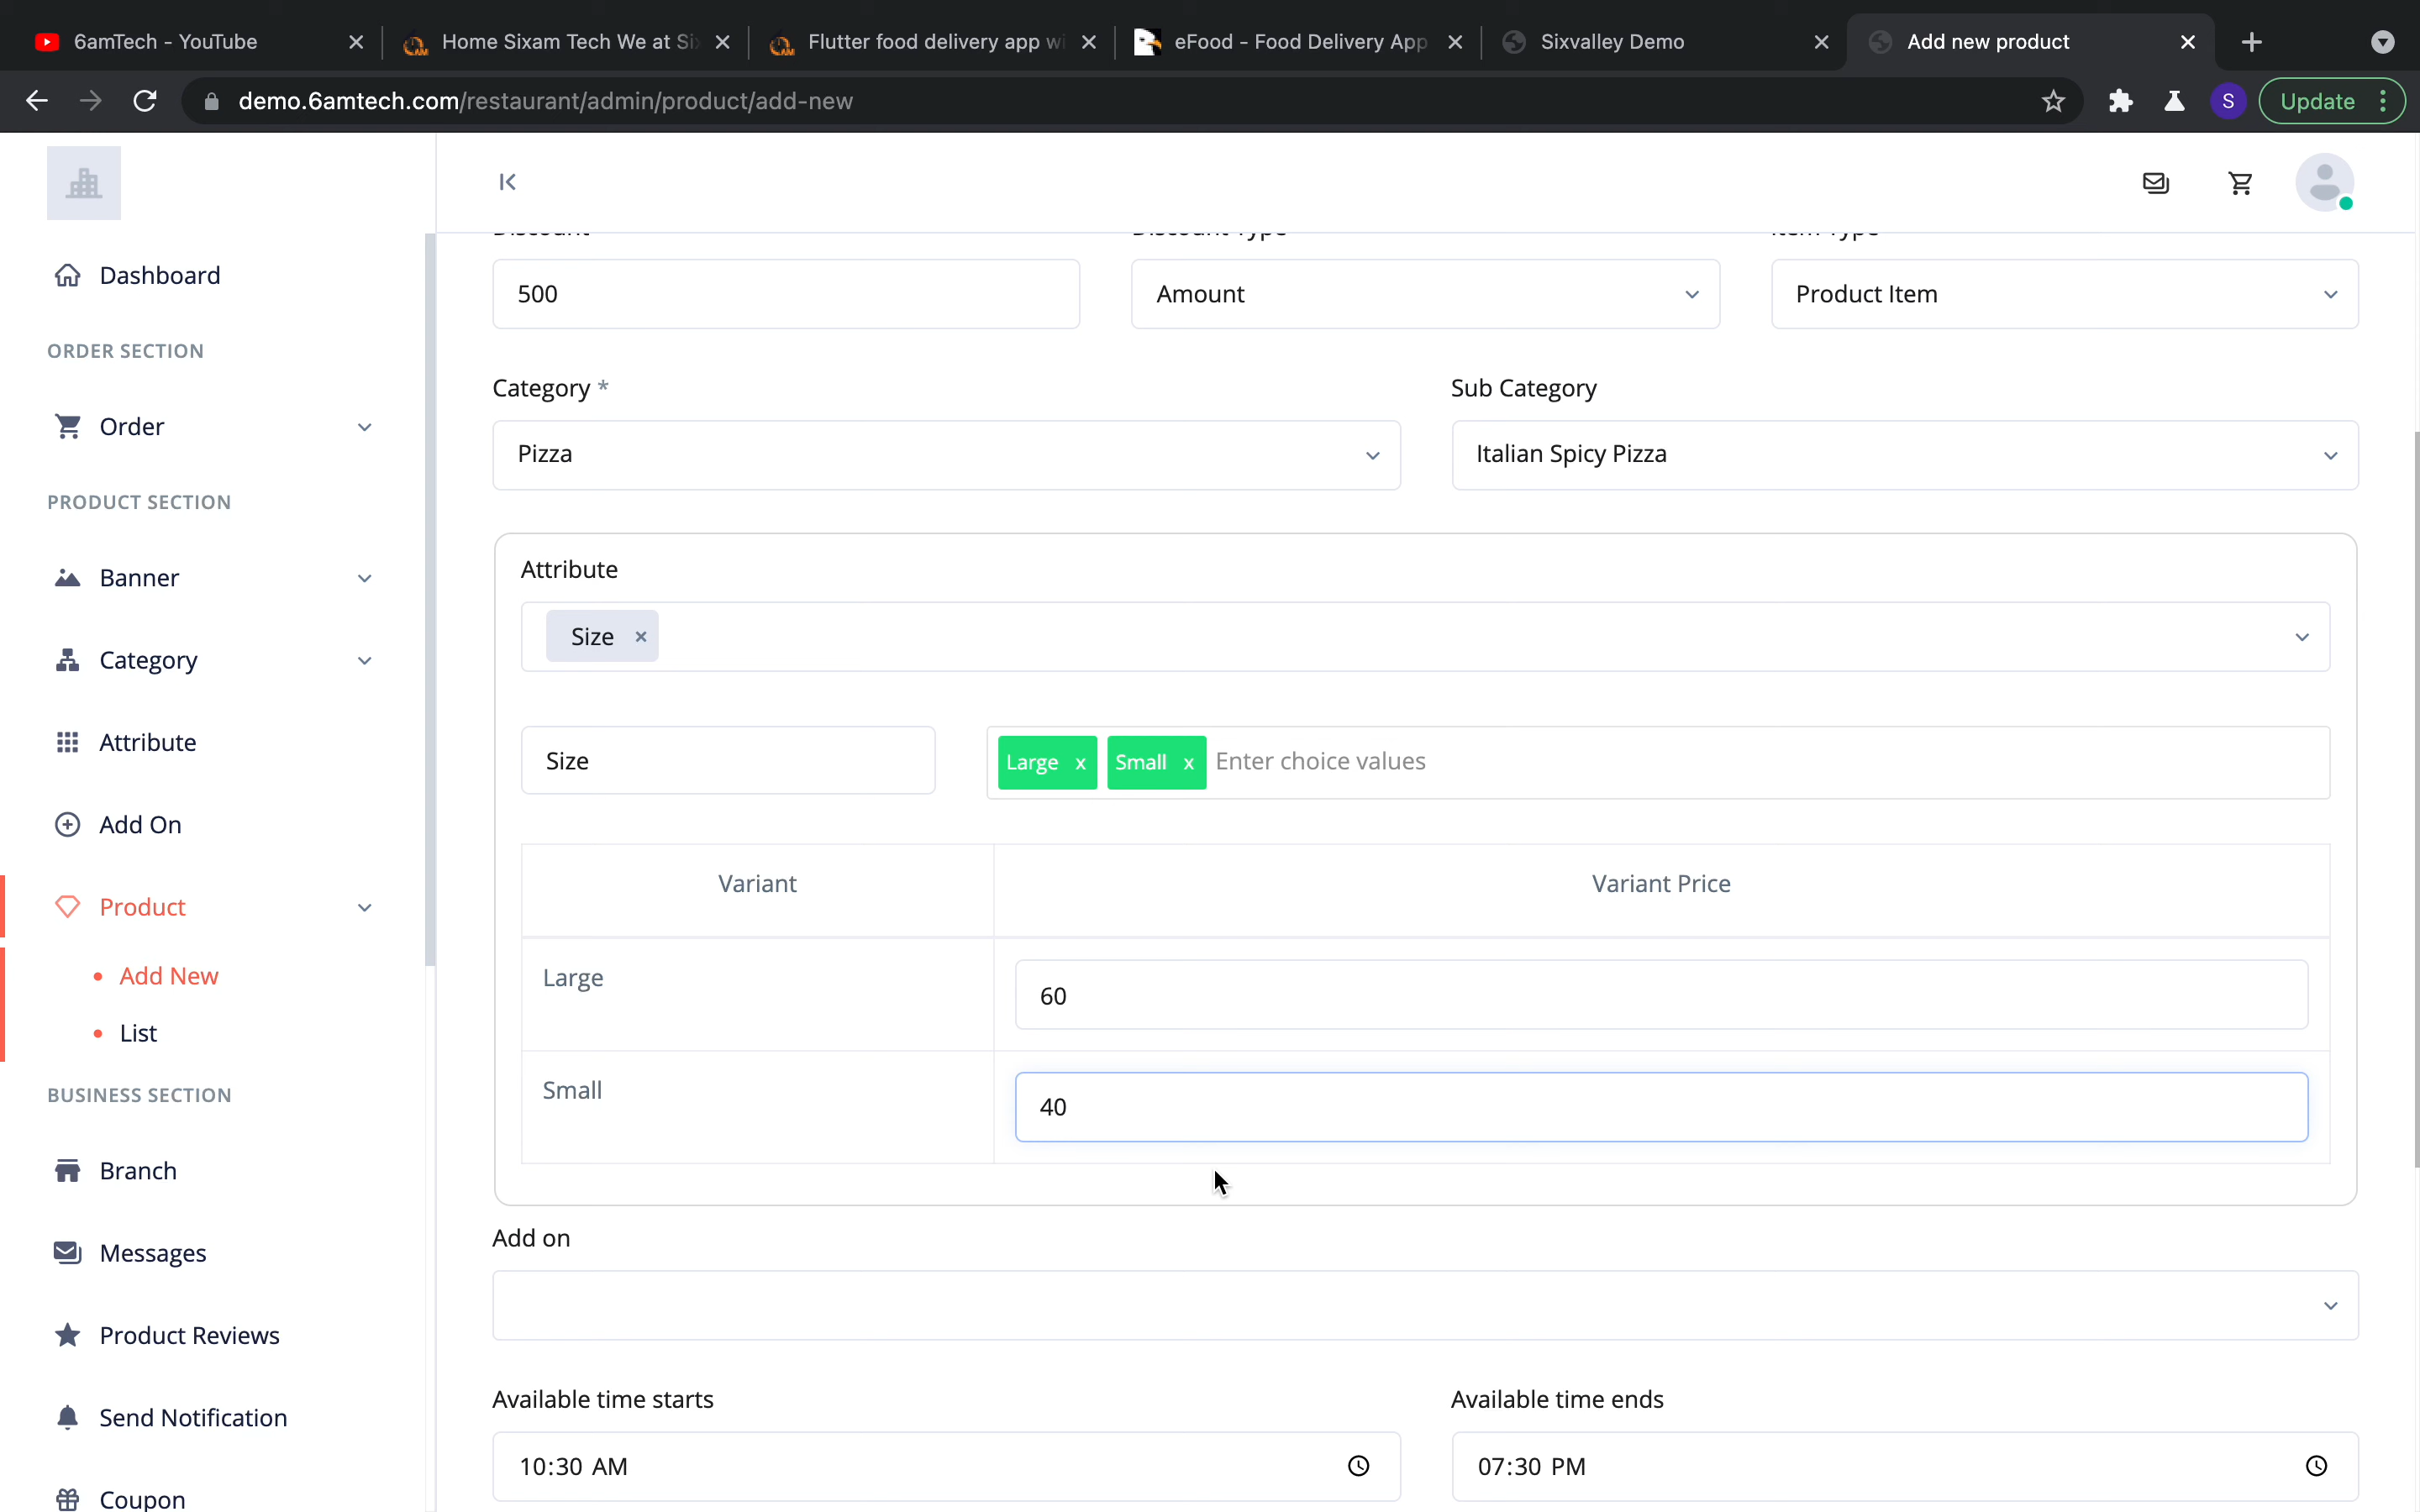 6amTech - YouTube
Home Sixam Tech We at Si
Flutter food delivery app wi
eFood - Food Delivery App
Sixvalley Demo
Add new product
demo.6amtech.com/restaurant/admin/product/add-new
S
Update
Dashboard
ORDER SECTION
Order
PRODUCT SECTION
Banner
Category
Attribute
Add On
Product
Add New
List
BUSINESS SECTION
Branch
Messages
Product Reviews
Send Notification
Coupon
Discount
Discount Type
Item Type
500
Amount
Product Item
Category *
Sub Category
Pizza
Italian Spicy Pizza
Attribute
Size ×
Size
Large x
Small x
Enter choice values
Variant
Variant Price
Large
60
Small
40
Add on
Available time starts
Available time ends
10:30 AM
07:30 PM